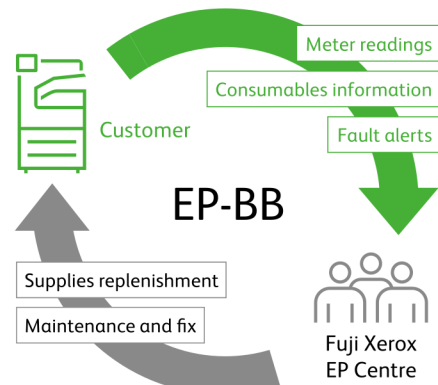 Meter readings
Consumables information
Fault alerts
Customer
EP-BB
Supplies replenishment
Maintenance and fix
Fuji Xerox
EP Centre